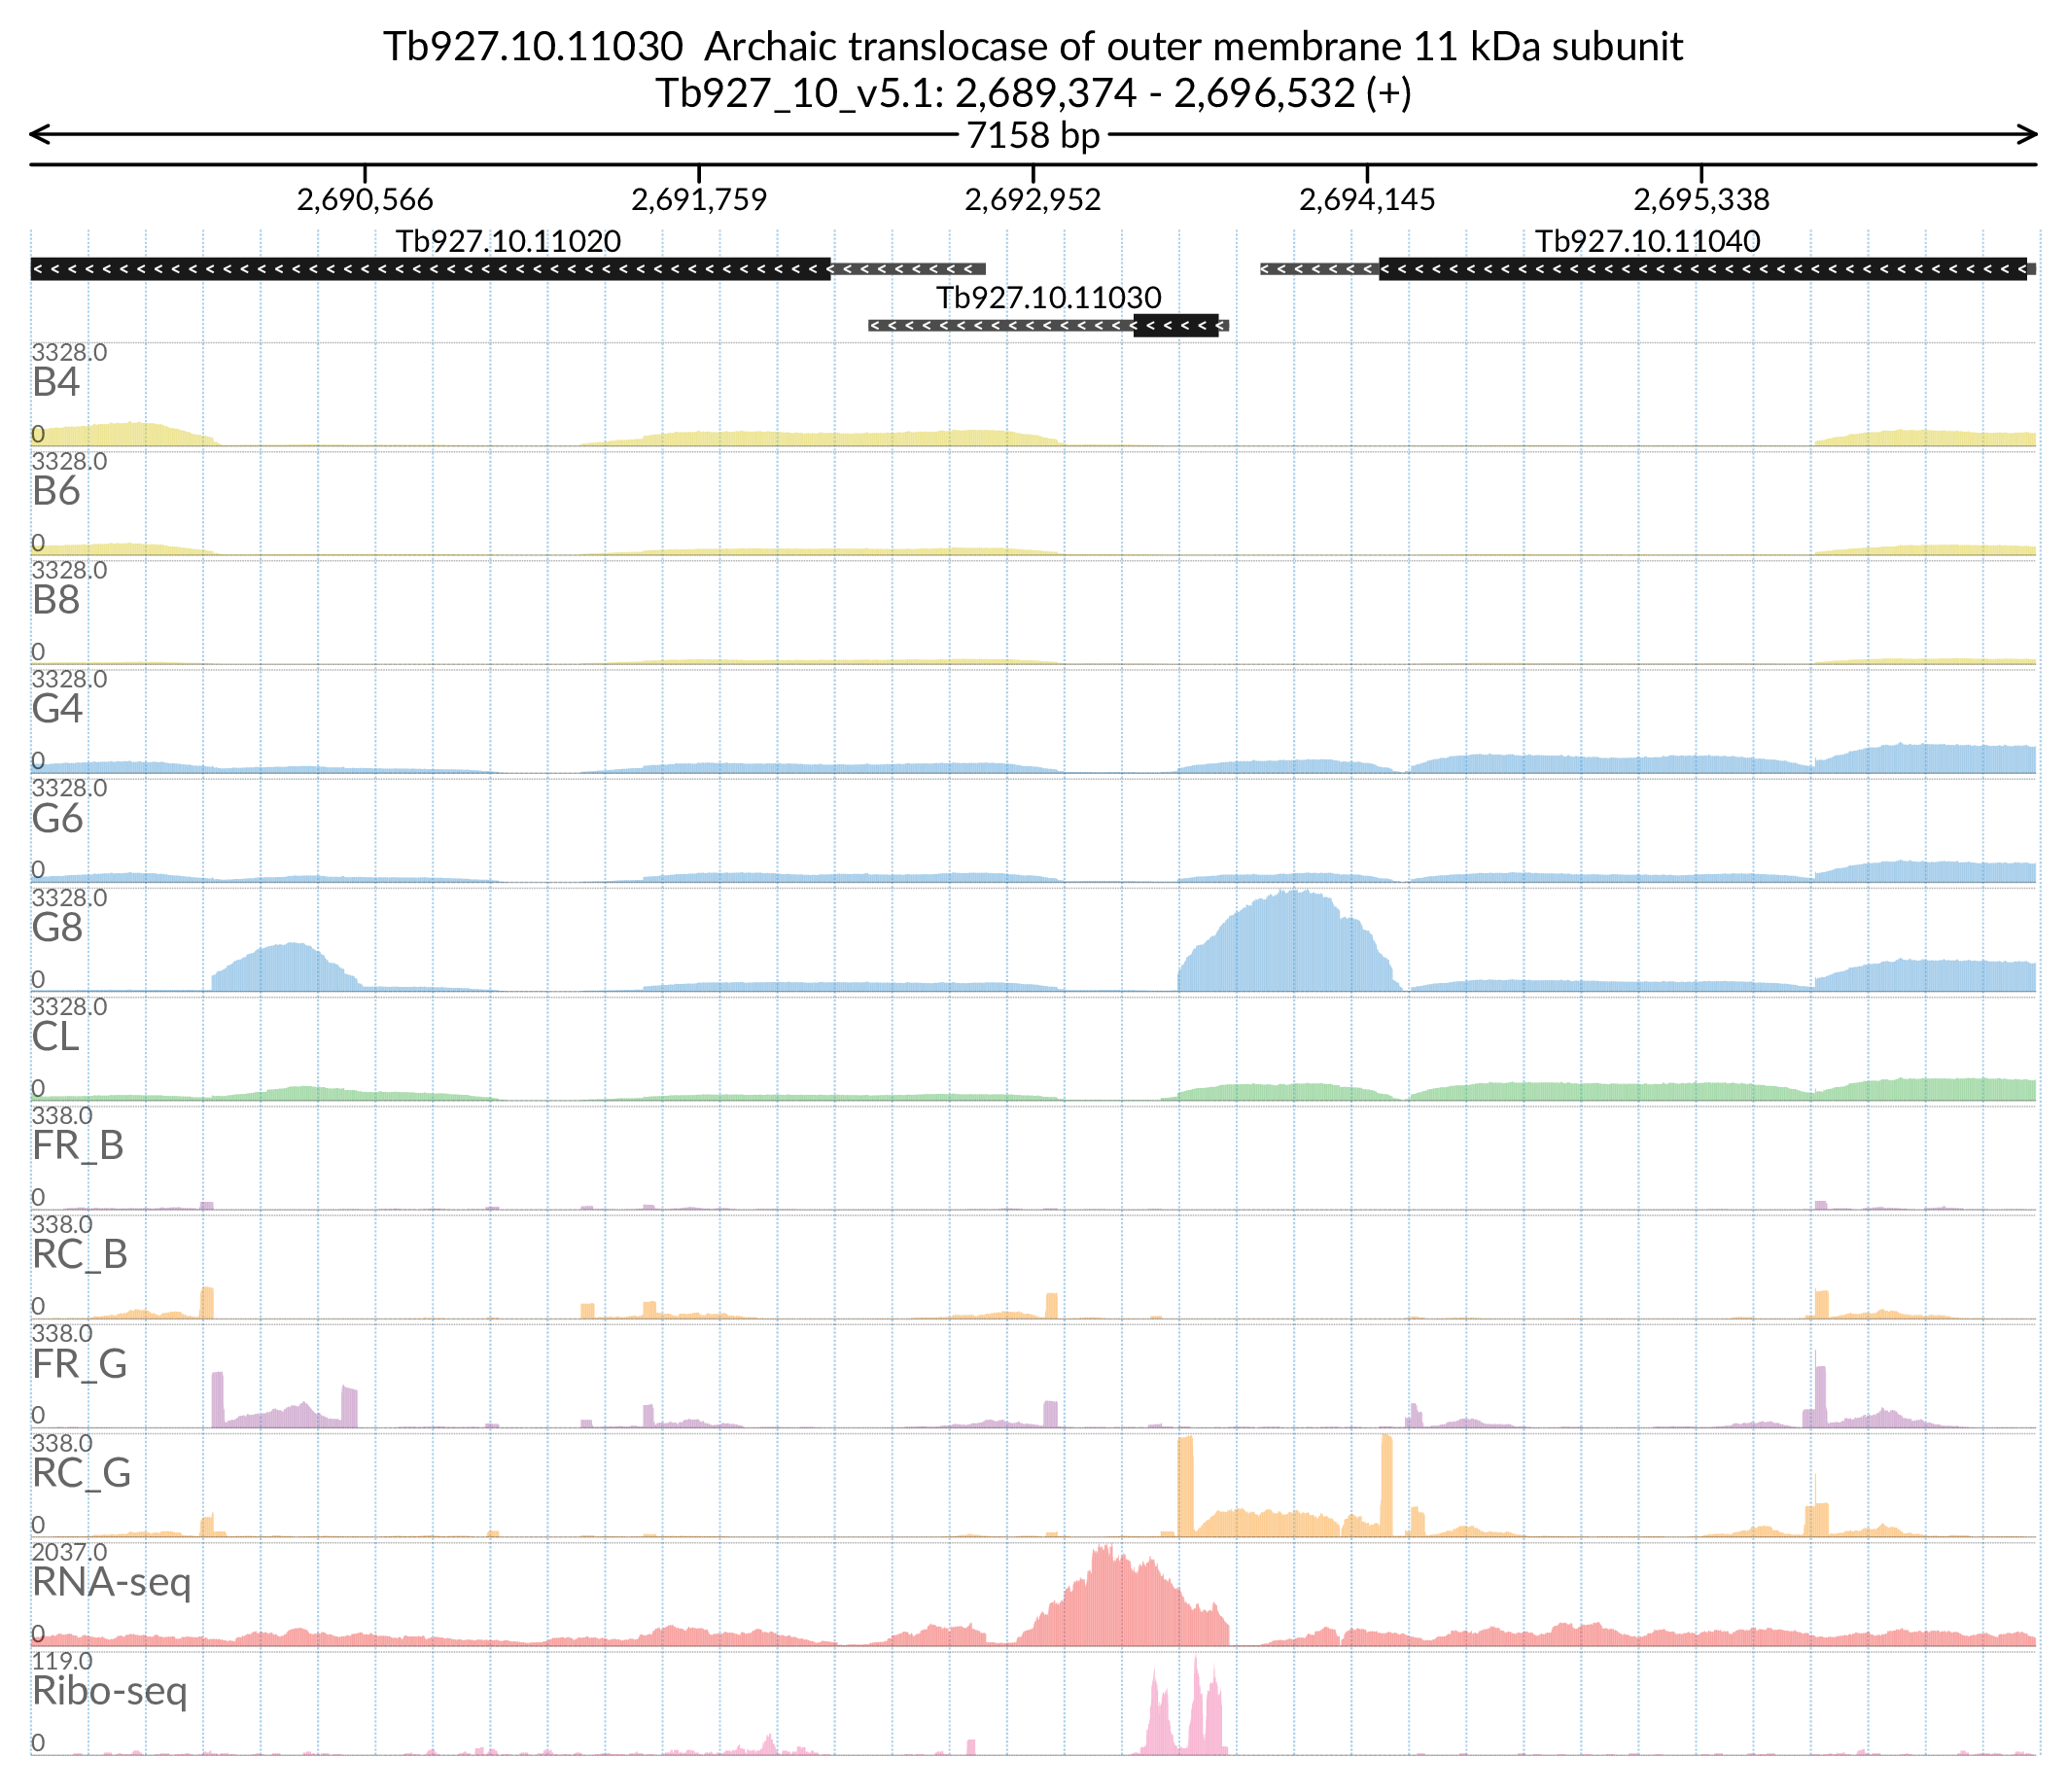 Tb927.10.11030  Archaic translocase of outer membrane 11 kDa subunit
Tb927_10_v5.1: 2,689,374 - 2,696,532 (+)
7158 bp
2,690,566 2,691,759 2,692,952 2,694,145 2,695,338
Tb927.10.11020 Tb927.10.11040
Tb927.10.11030
3328.0
B4
0
3328.0
B6
0
3328.0
B8
0
3328.0
G4
0
3328.0
G6
0
3328.0
G8
0
3328.0
CL
0
338.0
FR_B
0
338.0
RC_B
0
338.0
FR_G
0
338.0
RC_G
0
2037.0
RNA-seq
0
119.0
Ribo-seq
0